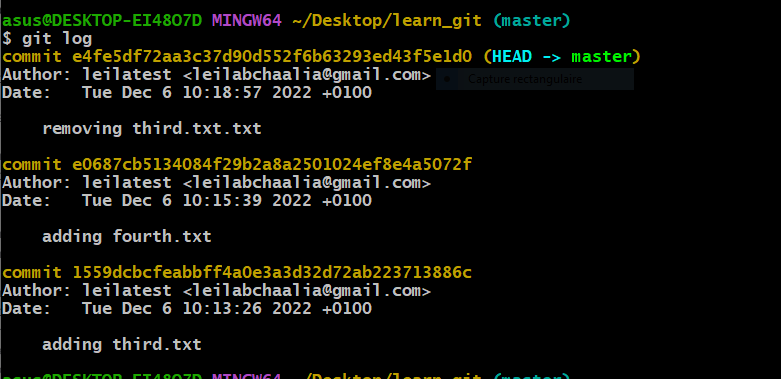 asus@DESKTOP-EI48O7D MINGW64 ~/Desktop/learn_git (master)
$ git log
commit e4fe5df72aa3c37d90d552f6b63293ed43f5e1d0 (HEAD -> master)
Author: leilatest <leilabchaalia@gmail.com>
Capture rectangulaire
Date:   Tue Dec 6 10:18:57 2022 +0100
    removing third.txt.txt
commit e0687cb5134084f29b2a8a2501024ef8e4a5072f
Author: leilatest <leilabchaalia@gmail.com>
Date:   Tue Dec 6 10:15:39 2022 +0100
    adding fourth.txt
commit 1559dcbcfeabbff4a0e3a3d32d72ab223713886c
Author: leilatest <leilabchaalia@gmail.com>
Date:   Tue Dec 6 10:13:26 2022 +0100
    adding third.txt
asus@DESKTOP-EI48O7D MINGW64 ~/Desktop/learn_git (master)